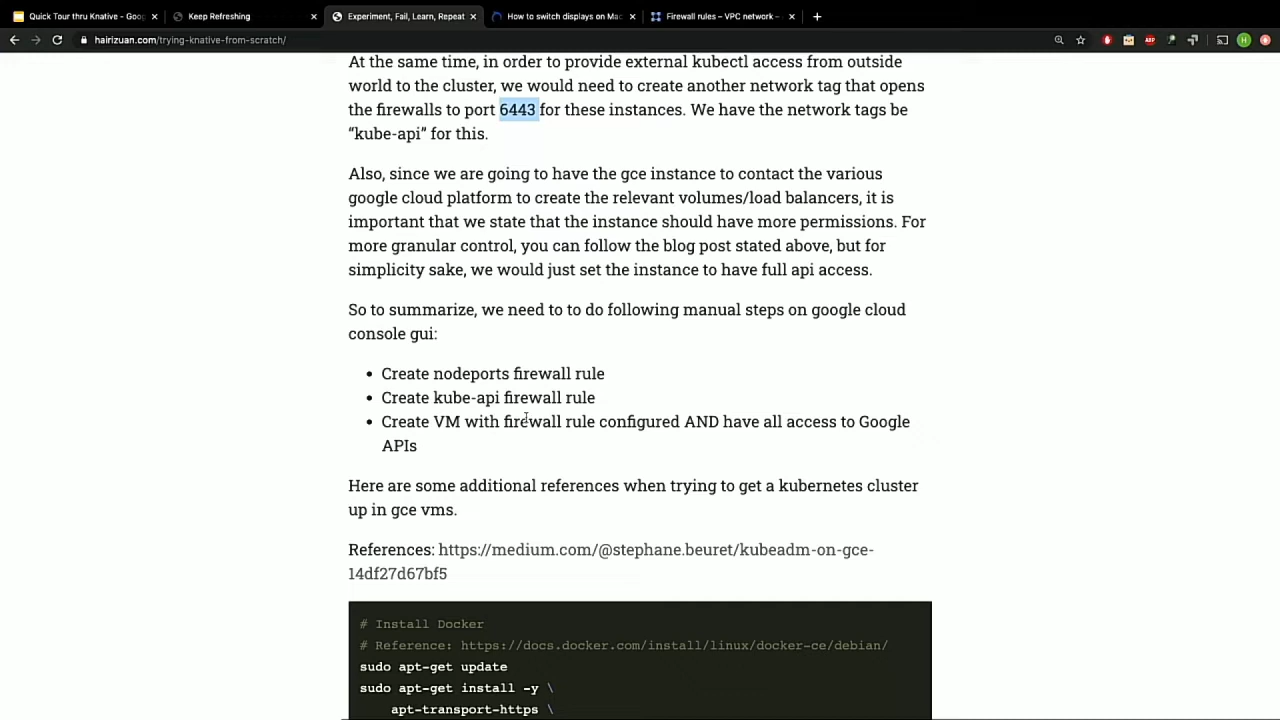 Quick Tour thru Knative - Goog
Keep Refreshing
Experiment, Fail, Learn, Repeat
How to switch displays on Mac
Firewall rules – VPC network -
hairizuan.com/trying-knative-from-scratch/
ABP
H
At the same time, in order to provide external kubectl access from outside
world to the cluster, we would need to create another network tag that opens
the firewalls to port 6443 for these instances. We have the network tags be
“kube-api” for this.
Also, since we are going to have the gce instance to contact the various
google cloud platform to create the relevant volumes/load balancers, it is
important that we state that the instance should have more permissions. For
more granular control, you can follow the blog post stated above, but for
simplicity sake, we would just set the instance to have full api access.
So to summarize, we need to to do following manual steps on google cloud
console gui:
• Create nodeports firewall rule
• Create kube-api firewall rule
• Create VM with firewall rule configured AND have all access to Google
APIs
Here are some additional references when trying to get a kubernetes cluster
up in gce vms.
References: https://medium.com/@stephane.beuret/kubeadm-on-gce-
14df27d67bf5
# Install Docker
# Reference: https://docs.docker.com/install/linux/docker-ce/debian/
sudo apt-get update
sudo apt-get install -y \
apt-transport-https \